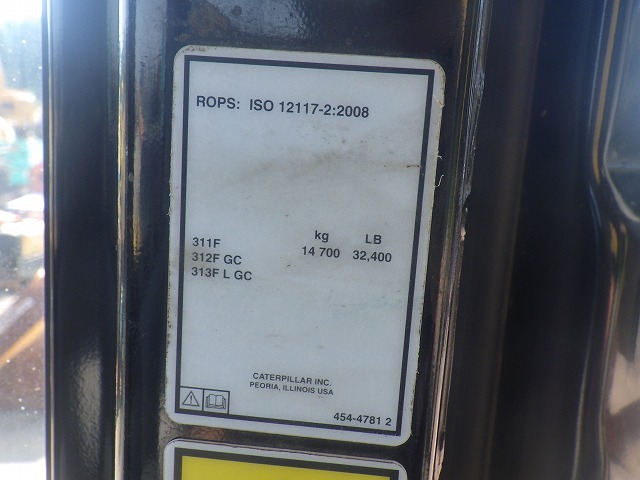 ROPS: ISO 12117-2:2008
kg LB
311F
312F GC 14 700 32,400
313F L GC
CATERPILLAR INC.
PEORIA, ILLINOIS USA
454-4781 2